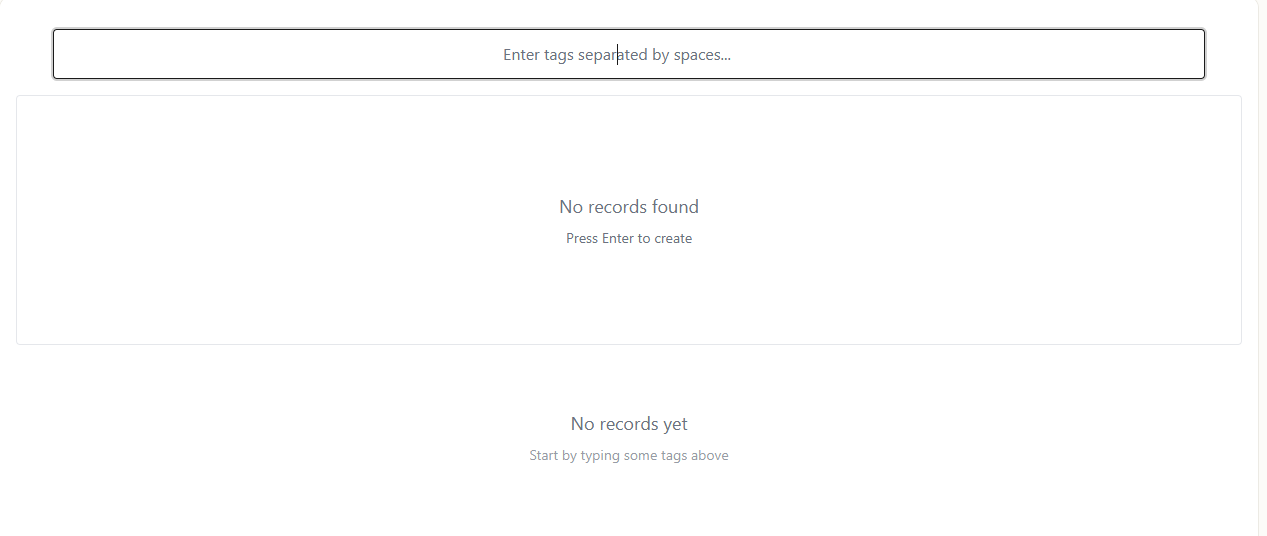 Enter tags separated by spaces...
No records found
Press Enter to create
No records yet
Start by typing some tags above